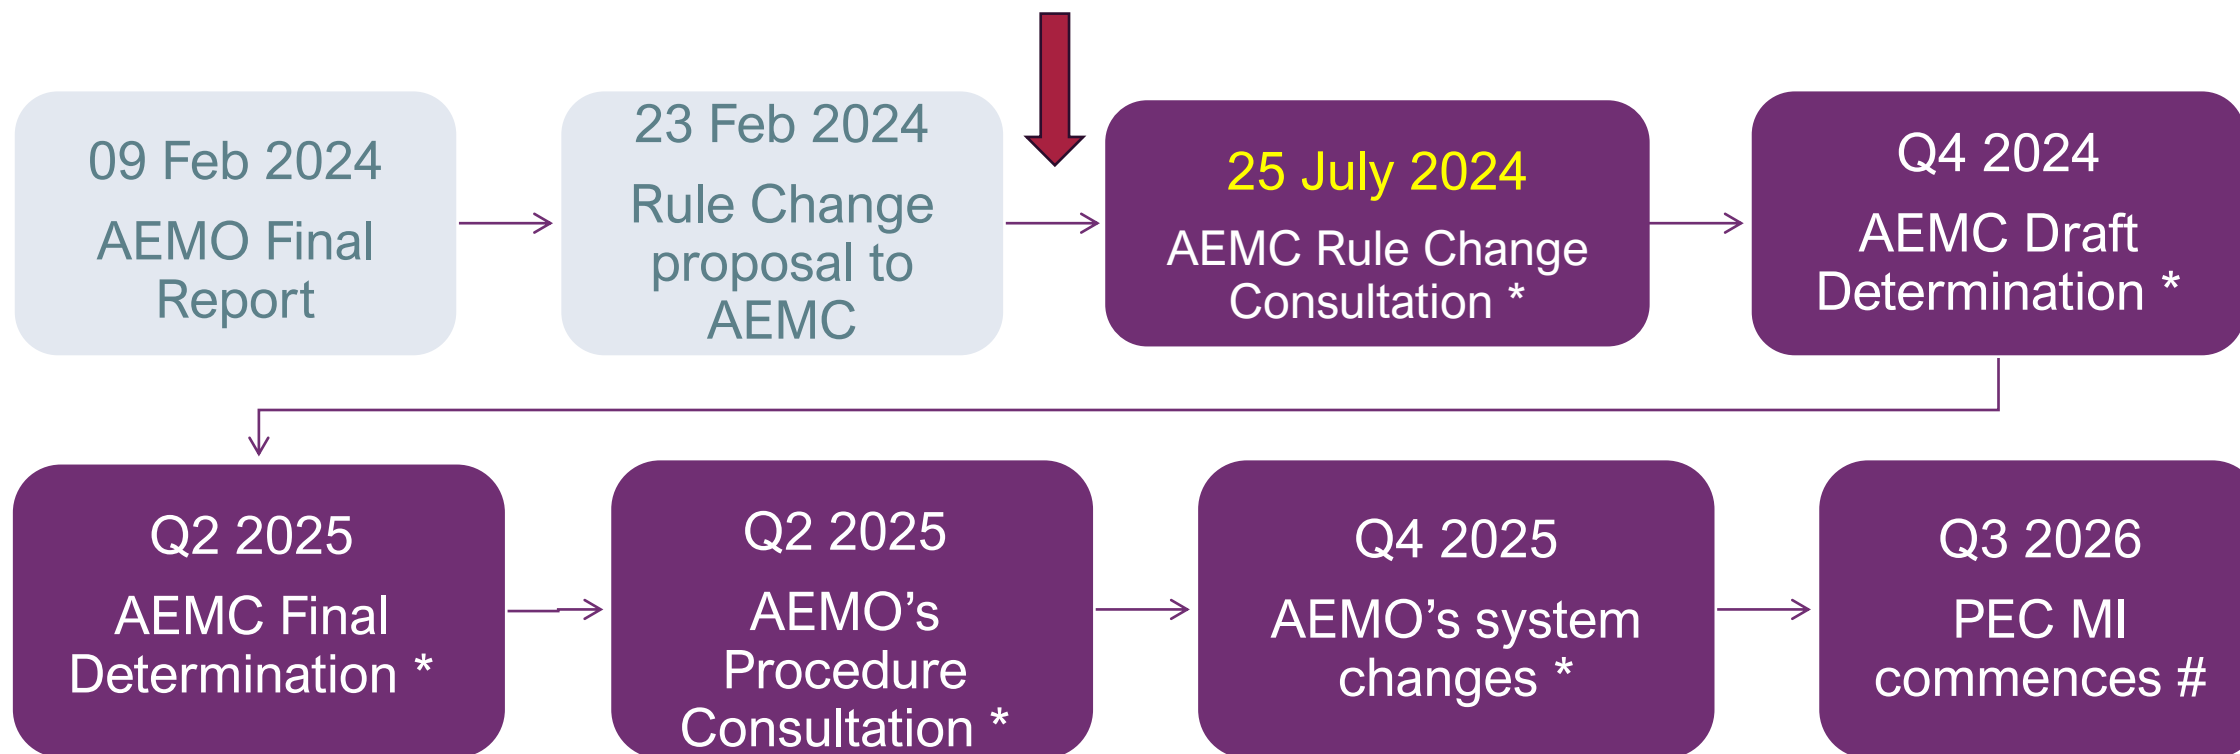 09 Feb 2024
AEMO Final
Report
23 Feb 2024
Rule Change
proposal to
AEMC
25 July 2024
AEMC Rule Change
Consultation *
Q4 2024
AEMC Draft
Determination *
Q2 2025
AEMC Final
Determination *
Q2 2025
AEMO’s
Procedure
Consultation *
Q4 2025
AEMO’s system
changes *
Q3 2026
PEC MI
commences #